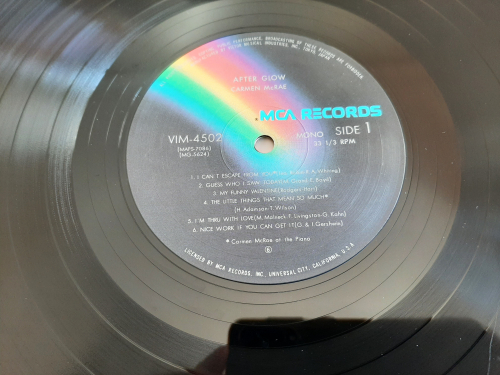 AFTER GLOW
CARMEN McRAE
MCA RECORDS
VIM-4502
[MAPS-7086]
[MG-5624]
MONO
SIDE 1
33 1/3 RPM
1. I CAN'T ESCAPE FROM
2. GUESS WHO I SAW TODAY
3. MY FUNNY VALENTINE(Rodgers-Hart)
4. THE LITTLE THINGS THAT MEAN SO MUCH*
(H. Adamson-T. Wilson)
5. I'M THRU WITH LOVE(M. Malneck-T. Livingston-G. Kahn)
6. NICE WORK IF YOU CAN GET IT(G. & I. Gershwin)
* Carmen McRae at the Piano
LICENSED BY MCA RECORDS, INC. UNIVERSAL CITY, CALIFORNIA, U.S.A